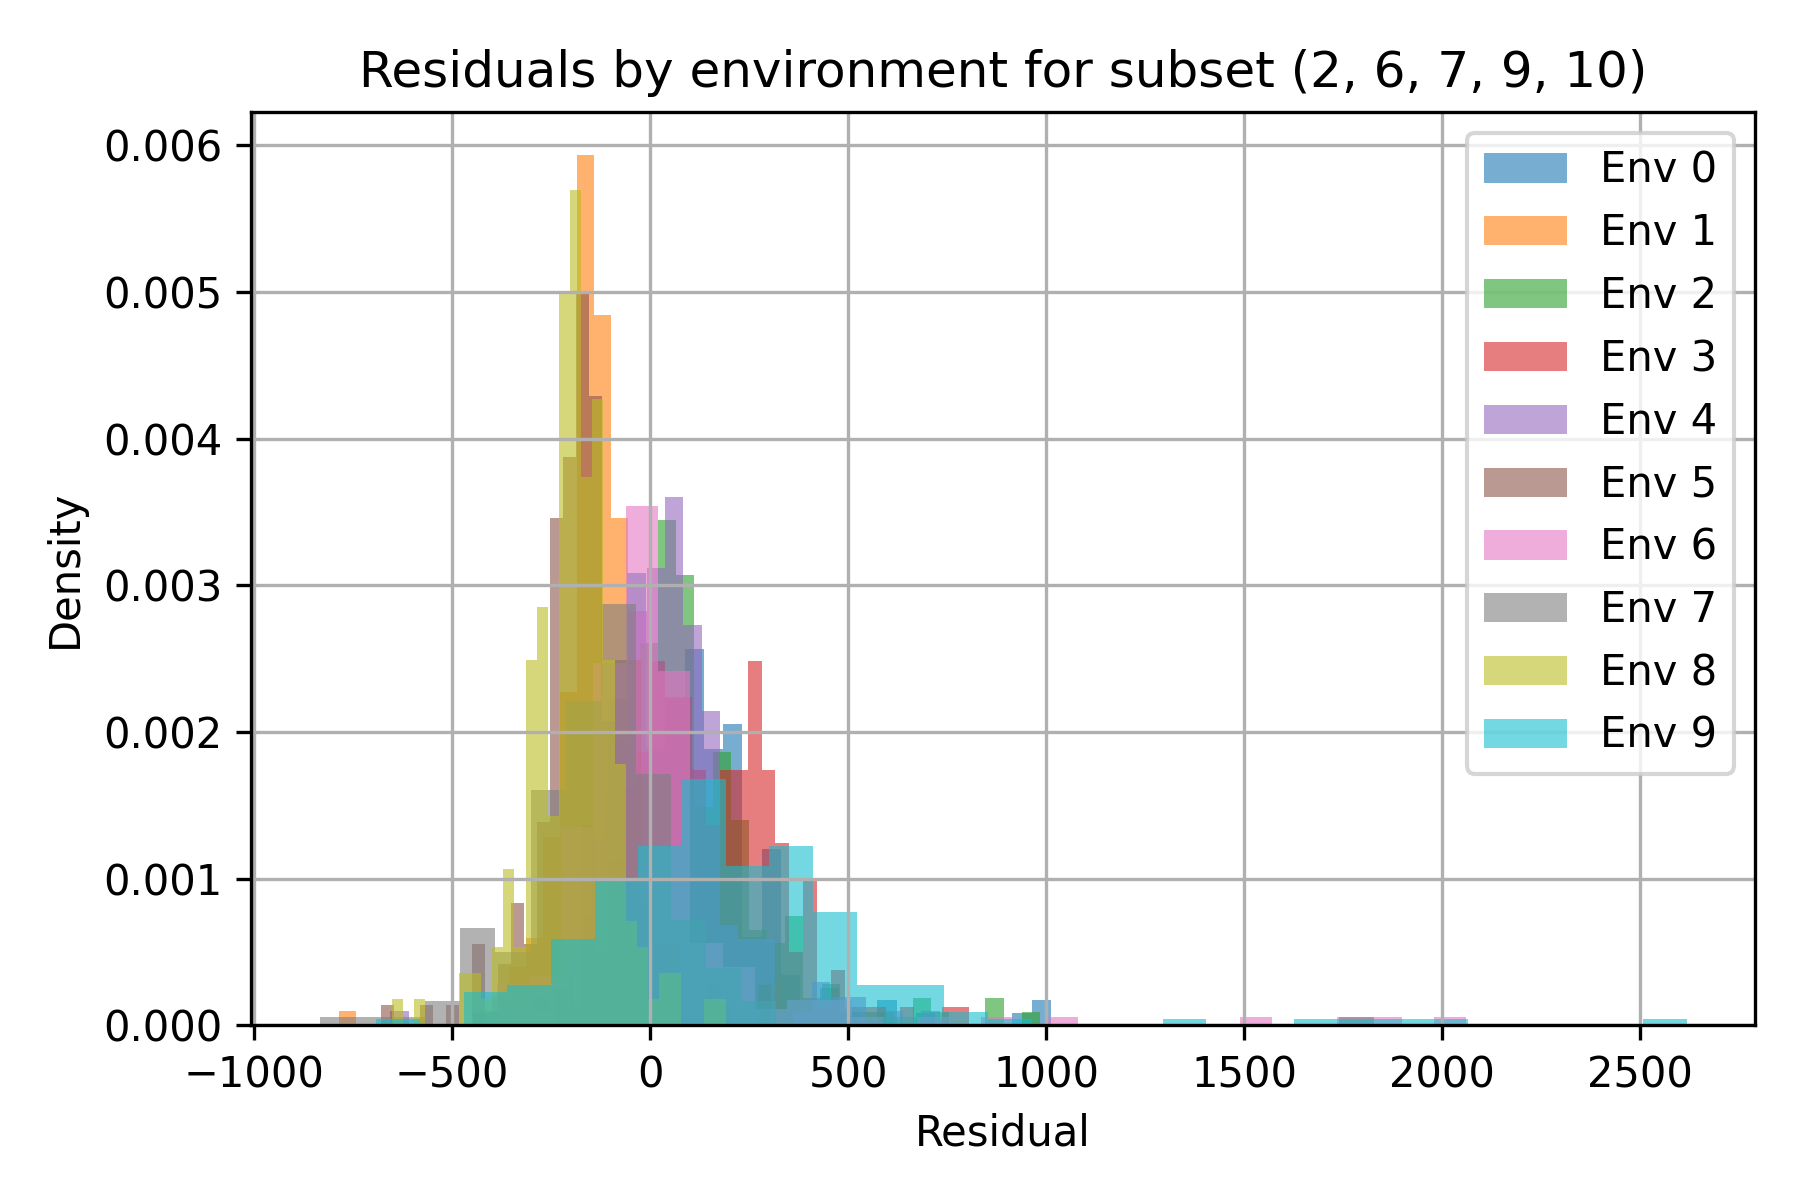 Residuals by environment for subset (2, 6, 7, 9, 10)
0.006
0.005
0.004
0.003
0.002
0.001
0.000
Density
−1000
−500
0
500
1000
1500
2000
2500
Residual
Env 0
Env 1
Env 2
Env 3
Env 4
Env 5
Env 6
Env 7
Env 8
Env 9